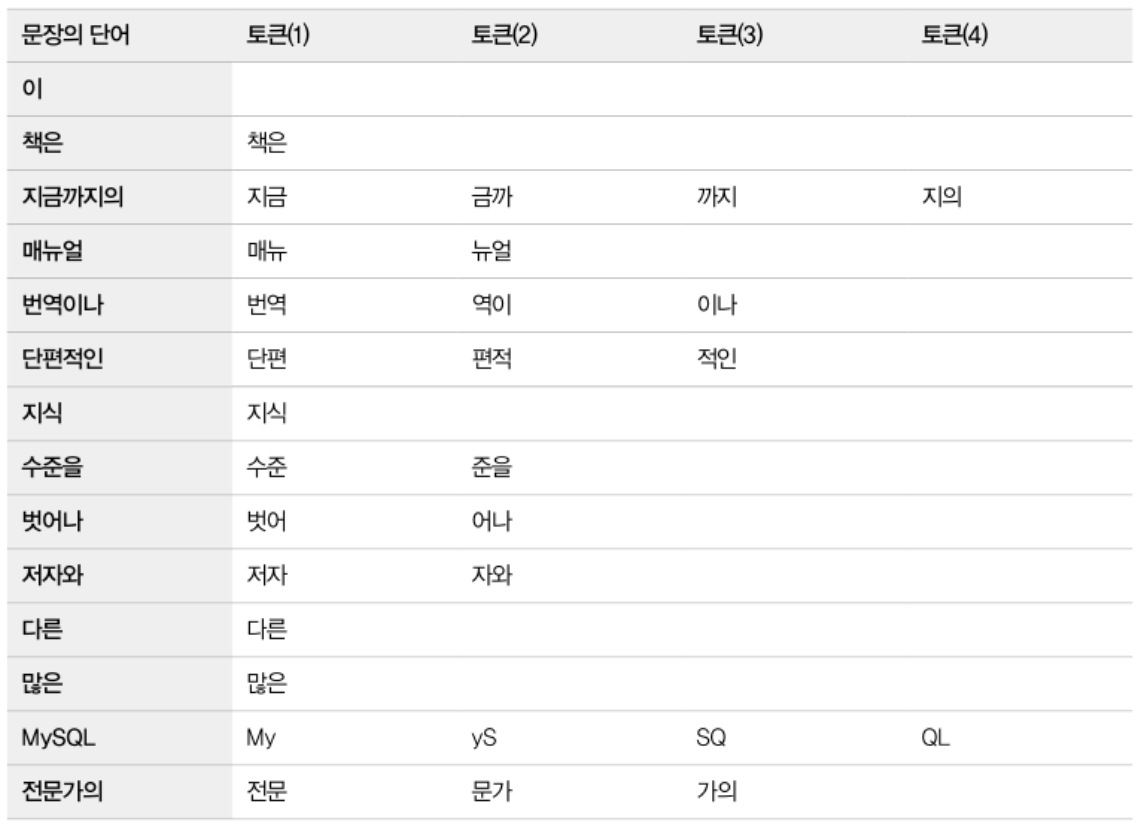 문장의 단어 토큰(1) 토큰(2) 토큰(3) 토큰(4)
이
책은 책은
지금까지의 지금 금까 까지 지의
매뉴얼 매뉴 뉴얼
번역이나 번역 역이 이나
단편적인 단편 편적 적인
지식 지식
수준을 수준 준을
벗어나 벗어 어나
저자와 저자 자와
다른 다른
많은 많은
MySQL My yS SQ QL
전문가의 전문 문가 가의